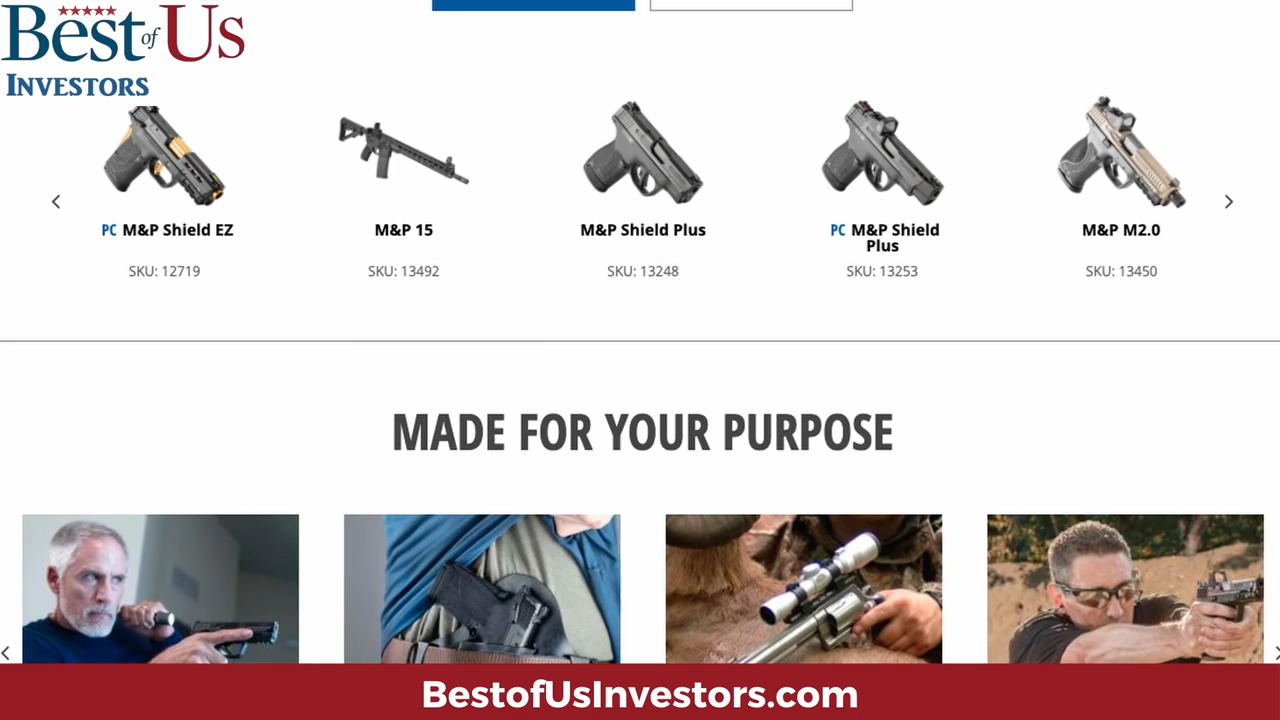 Best of Us
Investors
PC M&P Shield EZ
SKU: 12719
M&P 15
SKU: 13492
M&P Shield Plus
SKU: 13248
PC M&P Shield
Plus
SKU: 13253
M&P M2.0
SKU: 13450
MADE FOR YOUR PURPOSE
BestofUsInvestors.com